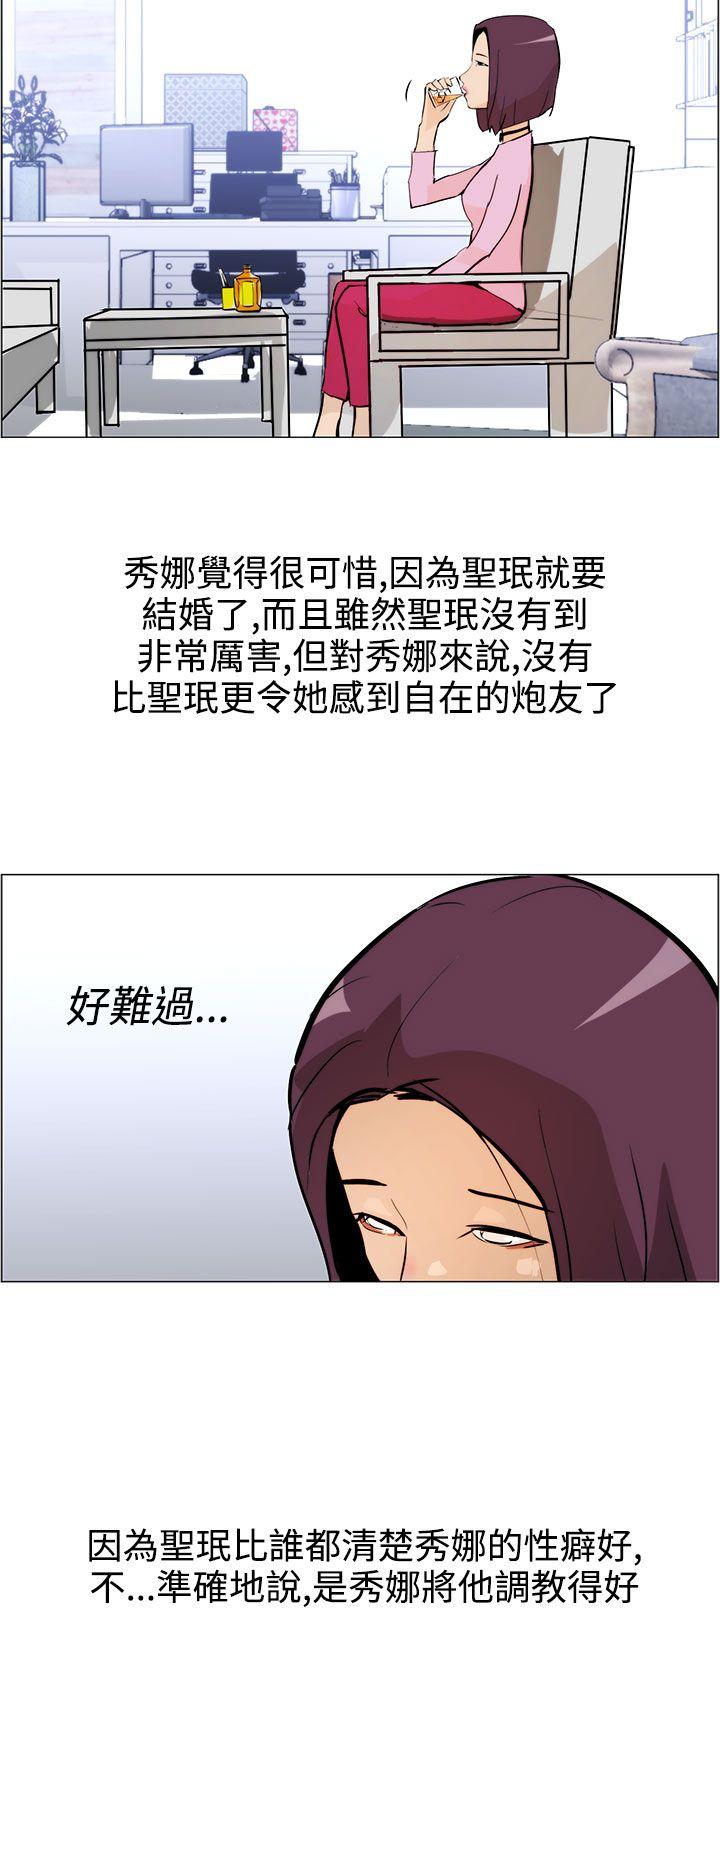 秀娜覺得很可惜,因為聖珉就要
結婚了,而且雖然聖珉沒有到
非常厲害,但對秀娜來說,沒有
比聖珉更令她感到自在的炮友了
好難過...
因為聖珉比誰都清楚秀娜的性癖好,
不...準確地說,是秀娜將他調教得好